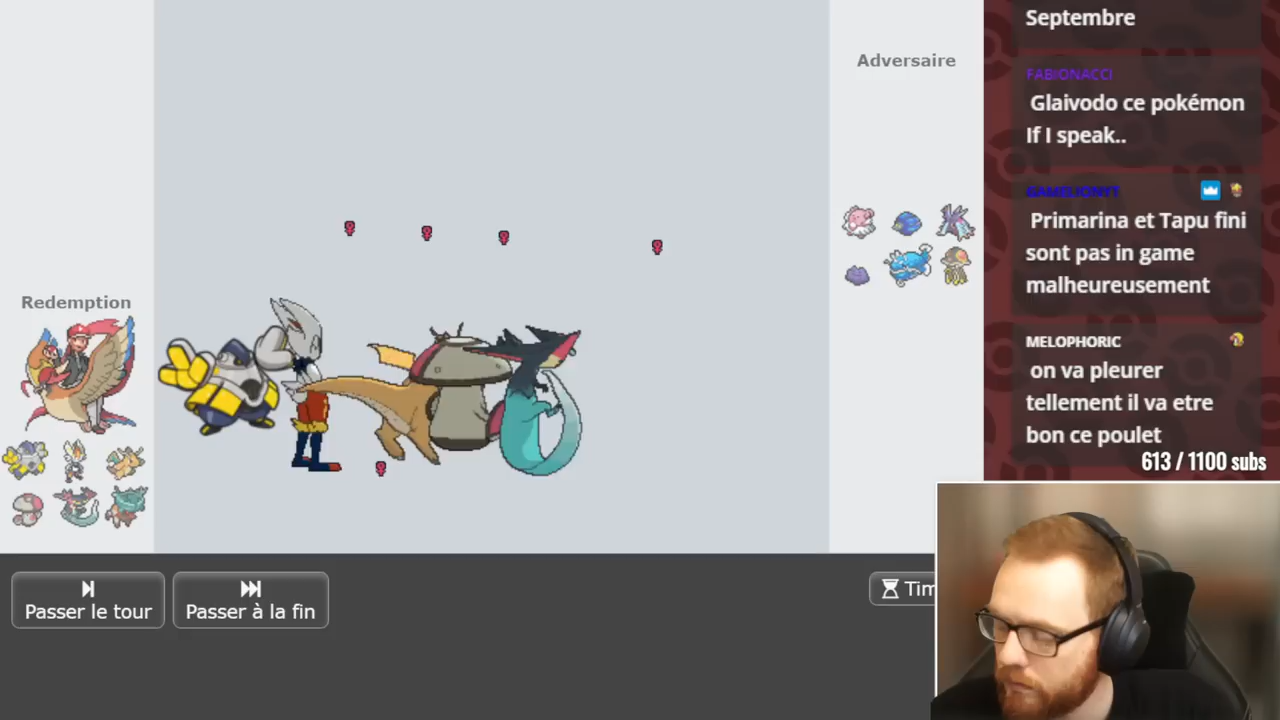 Septembre
FABIONACCI
Glaivodo ce pokémon
If I speak..
GAMELIONYT
Primarina et Tapu fini
sont pas in game
malheureusement
MELOPHORIC
on va pleurer
tellement il va etre
bon ce poulet
613 / 1100 subs
Adversaire
Redemption
Passer le tour
Passer à la fin
Tim